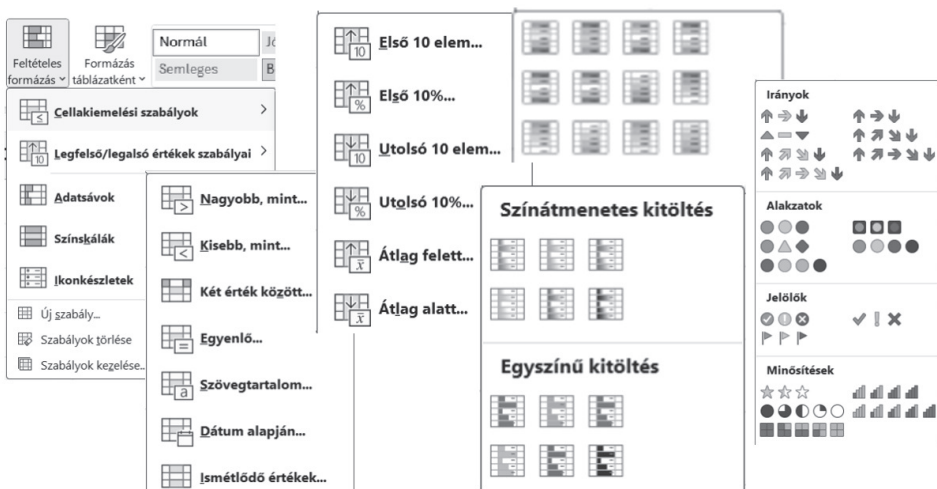 Feltételes
formázás
Formázás
táblázatként
Normál
Semleges
B
Cellakiemelési szabályok
Legfelső/legalsó értékek szabályai
Adatsávok
Színskálák
Ikonkészletek
Új szabály...
Szabályok törlése
Szabályok kezelése..
Nagyobb, mint...
Kisebb, mint...
Két érték között...
Egyenlő...
Szövegtartalom...
Dátum alapján...
Ismétlődő értékek...
Első 10 elem...
Első 10%...
Utolsó 10 elem...
Utolsó 10%...
Átlag felett...
Átlag alatt...
Színátmenetes kitöltés
Egyszínű kitöltés
Irányok
Alakzatok
Jelölők
Minősítések